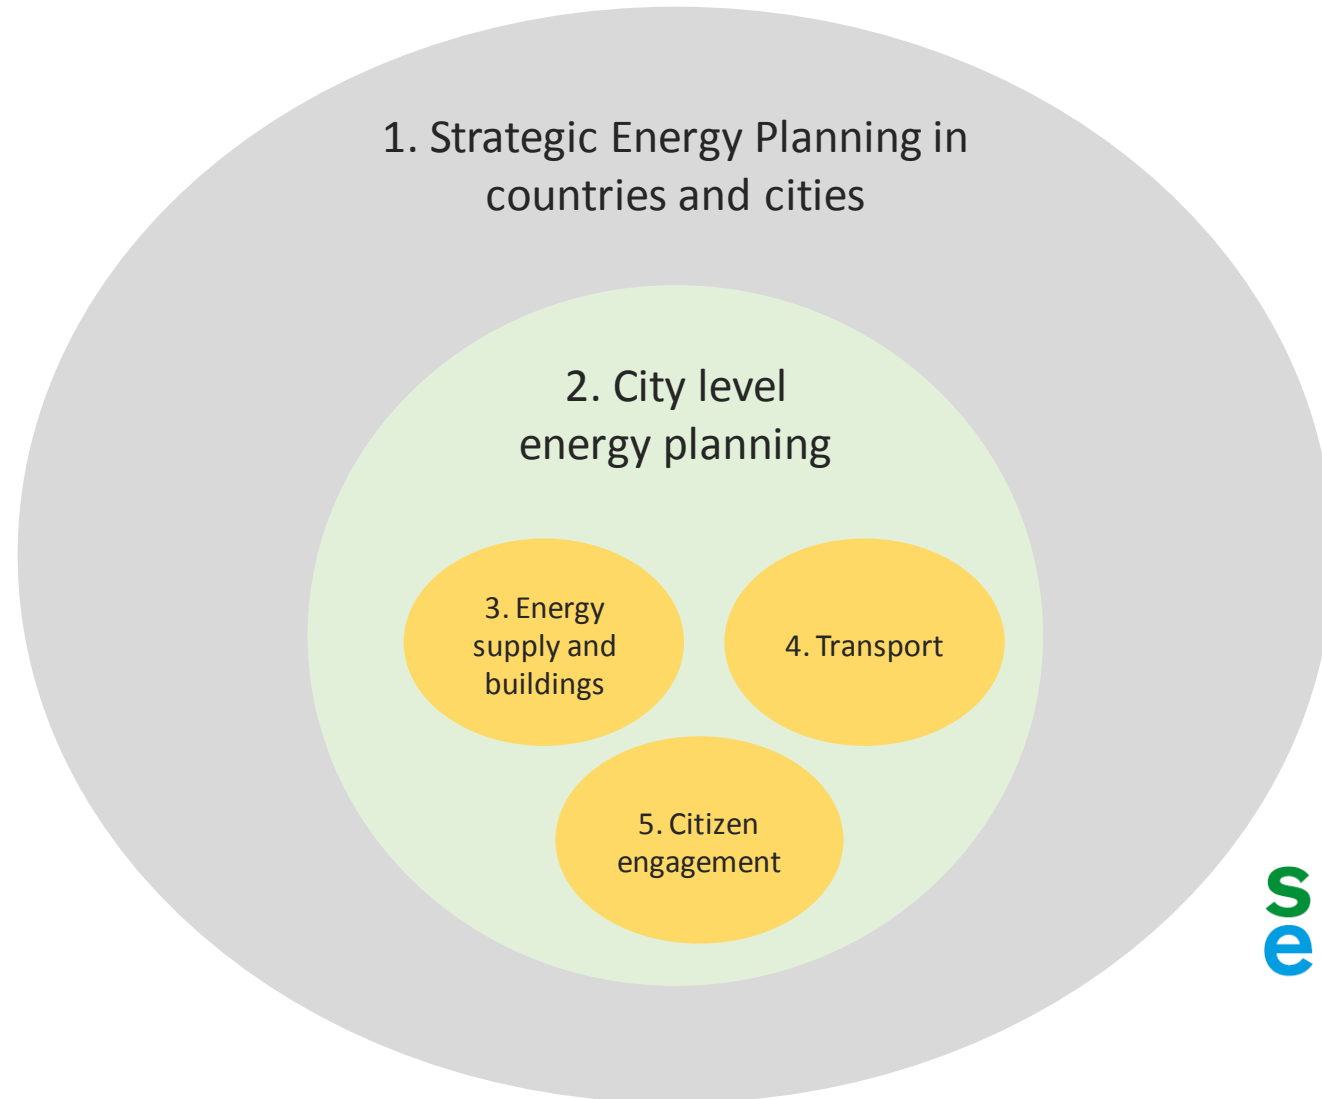 1. Strategic Energy Planning in
countries and cities
2. City level
energy planning
3. Energy
supply and
buildings
4. Transport
5. Citizen
engagement
s
e